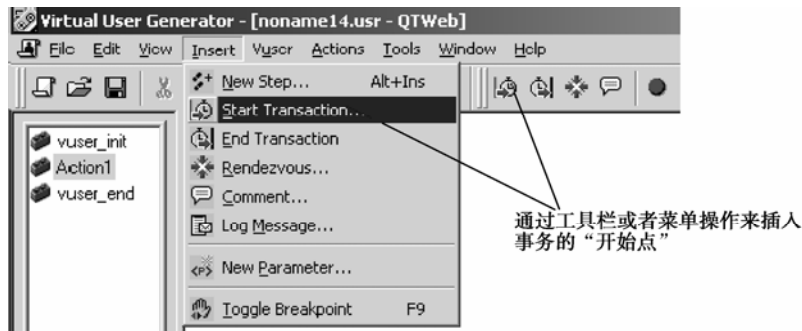 Virtual User Generator - [noname14.usr - QTWeb]
File Edit View Insert Vuser Actions Tools Window Help
New Step... Alt+Ins
Start Transaction...
End Transaction
Rendezvous...
Comment...
Log Message...
New Parameter...
Toggle Breakpoint F9
vuser_init
Action1
vuser_end
通过工具栏或者菜单操作来插入
事务的“开始点”